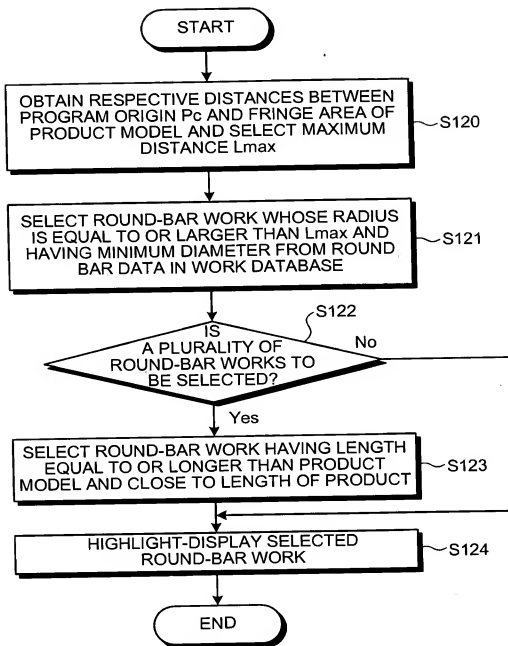 START
OBTAIN RESPECTIVE DISTANCES BETWEEN
PROGRAM ORIGIN Pc AND FRINGE AREA OF
PRODUCT MODEL AND SELECT MAXIMUM
DISTANCE Lmax
S120
SELECT ROUND-BAR WORK WHOSE RADIUS
IS EQUAL TO OR LARGER THAN Lmax AND
HAVING MINIMUM DIAMETER FROM ROUND
BAR DATA IN WORK DATABASE
S121
S122
IS
A PLURALITY OF
ROUND-BAR WORKS TO
BE SELECTED?
No
Yes
SELECT ROUND-BAR WORK HAVING LENGTH
EQUAL TO OR LONGER THAN PRODUCT
MODEL AND CLOSE TO LENGTH OF PRODUCT
S123
HIGHLIGHT-DISPLAY SELECTED
ROUND-BAR WORK
S124
END